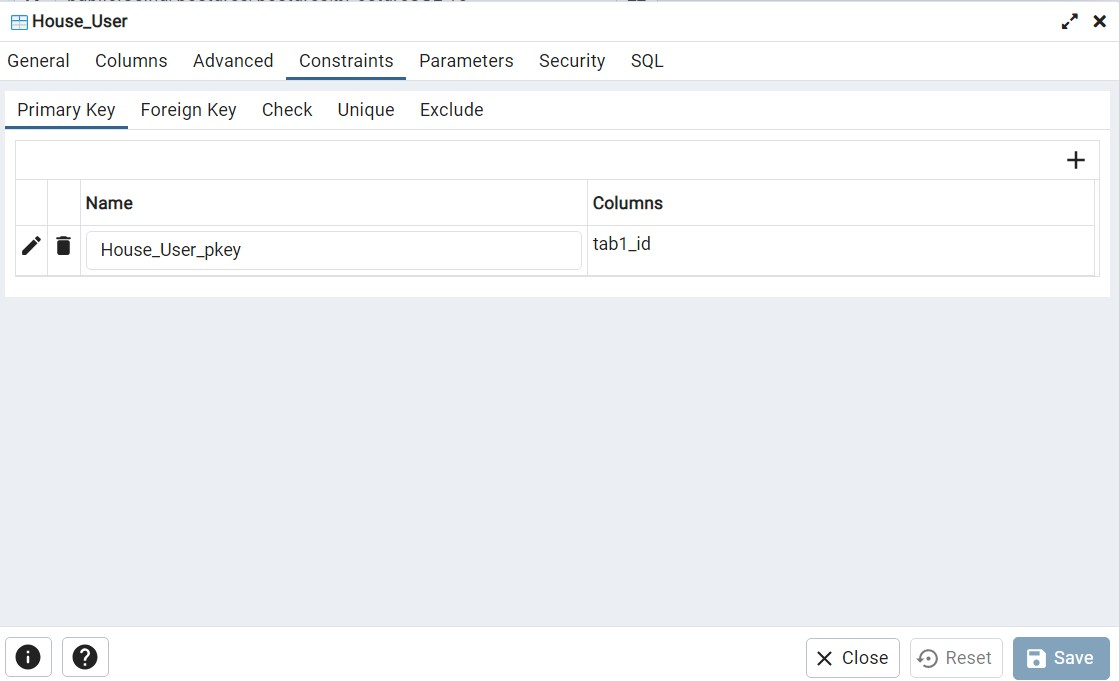 House_User
General Columns Advanced Constraints Parameters Security SQL
Primary Key Foreign Key Check Unique Exclude
Name Columns
House_User_pkey tab1_id
Close Reset Save